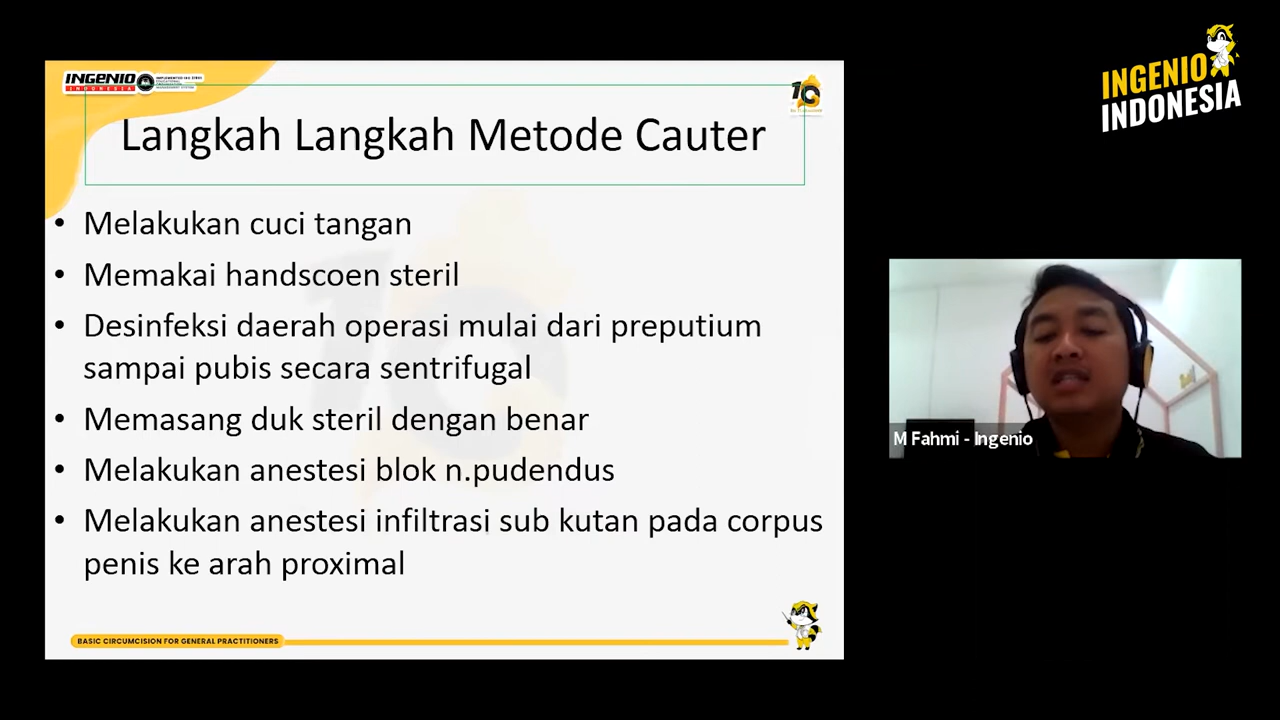 INGENIO
INDONESIA
10
INGENIO
INDONESIA
Langkah Langkah Metode Cauter
• Melakukan cuci tangan
• Memakai handscoen steril
• Desinfeksi daerah operasi mulai dari preputium
sampai pubis secara sentrifugal
• Memasang duk steril dengan benar
• Melakukan anestesi blok n.pudendus
• Melakukan anestesi infiltrasi sub kutan pada corpus
penis ke arah proximal
M Fahmi - Ingenio
BASIC CIRCUMCISION FOR GENERAL PRACTITIONERS